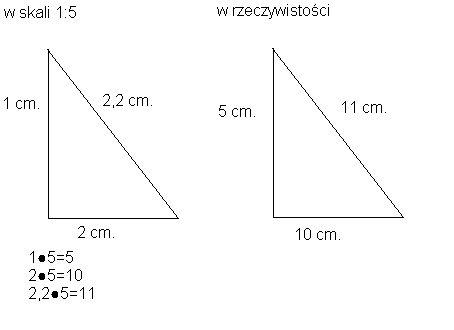 w skali 1:5
w rzeczywistości
1 cm.
2,2 cm.
2 cm.
5 cm.
11 cm.
10 cm.
1●5=5
2●5=10
2,2●5=11